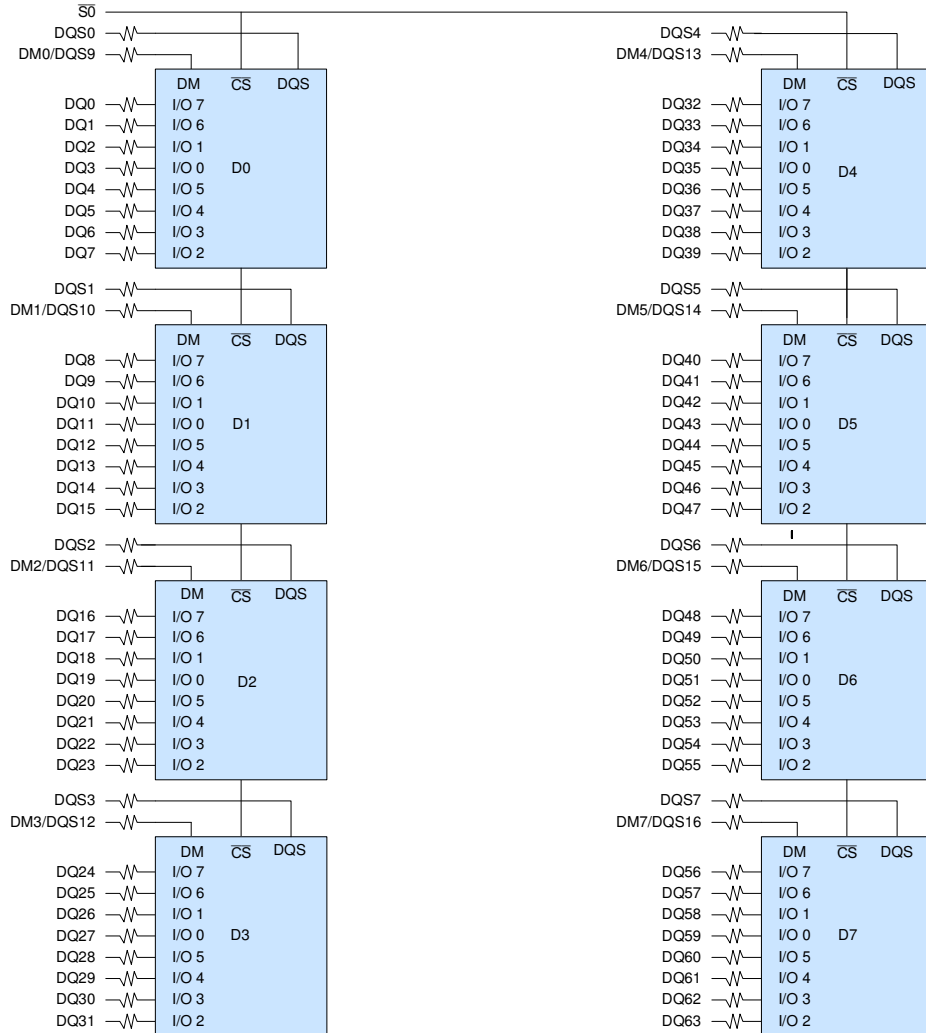 S0
DQS0
DM0/DQS9
DM CS DQS
DQ0 I/O 7
DQ1 I/O 6
DQ2 I/O 1
DQ3 I/O 0 D0
DQ4 I/O 5
DQ5 I/O 4
DQ6 I/O 3
DQ7 I/O 2
DQS1
DM1/DQS10
DM CS DQS
DQ8 I/O 7
DQ9 I/O 6
DQ10 I/O 1
DQ11 I/O 0 D1
DQ12 I/O 5
DQ13 I/O 4
DQ14 I/O 3
DQ15 I/O 2
DQS2
DM2/DQS11
DM CS DQS
DQ16 I/O 7
DQ17 I/O 6
DQ18 I/O 1
DQ19 I/O 0 D2
DQ20 I/O 5
DQ21 I/O 4
DQ22 I/O 3
DQ23 I/O 2
DQS3
DM3/DQS12
DM CS DQS
DQ24 I/O 7
DQ25 I/O 6
DQ26 I/O 1
DQ27 I/O 0 D3
DQ28 I/O 5
DQ29 I/O 4
DQ30 I/O 3
DQ31 I/O 2
DQS4
DM4/DQS13
DM CS DQS
DQ32 I/O 7
DQ33 I/O 6
DQ34 I/O 1
DQ35 I/O 0 D4
DQ36 I/O 5
DQ37 I/O 4
DQ38 I/O 3
DQ39 I/O 2
DQS5
DM5/DQS14
DM CS DQS
DQ40 I/O 7
DQ41 I/O 6
DQ42 I/O 1
DQ43 I/O 0 D5
DQ44 I/O 5
DQ45 I/O 4
DQ46 I/O 3
DQ47 I/O 2
DQS6
DM6/DQS15
DM CS DQS
DQ48 I/O 7
DQ49 I/O 6
DQ50 I/O 1
DQ51 I/O 0 D6
DQ52 I/O 5
DQ53 I/O 4
DQ54 I/O 3
DQ55 I/O 2
DQS7
DM7/DQS16
DM CS DQS
DQ56 I/O 7
DQ57 I/O 6
DQ58 I/O 1
DQ59 I/O 0 D7
DQ60 I/O 5
DQ61 I/O 4
DQ62 I/O 3
DQ63 I/O 2